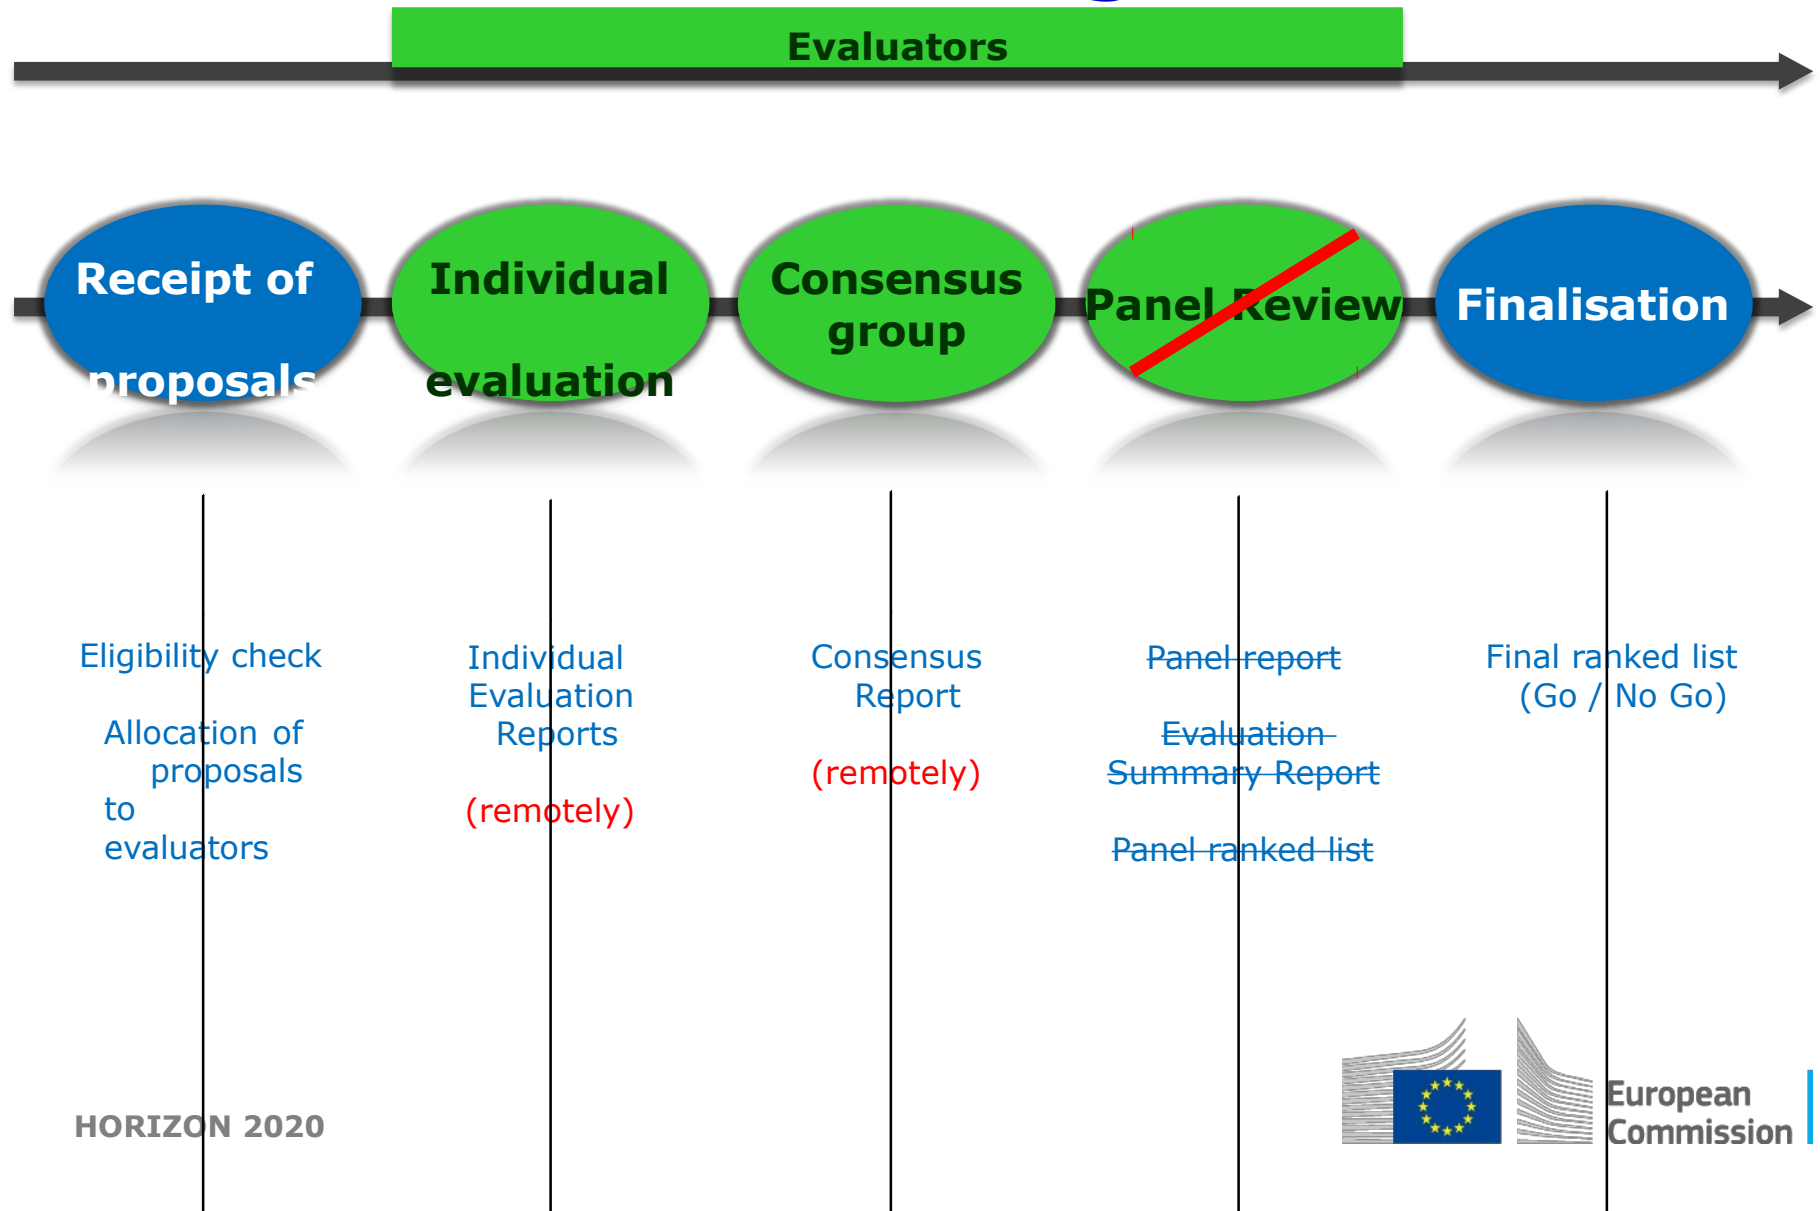 Evaluators
Receipt of
proposals
Individual
evaluation
Consensus
group
Panel Review
Finalisation
Eligibility check
Allocation of
proposals
to
evaluators
Individual
Evaluation
Reports
(remotely)
Consensus
Report
(remotely)
Panel report
Evaluation
Summary Report
Panel ranked list
Final ranked list
(Go / No Go)
HORIZON 2020
European
Commission